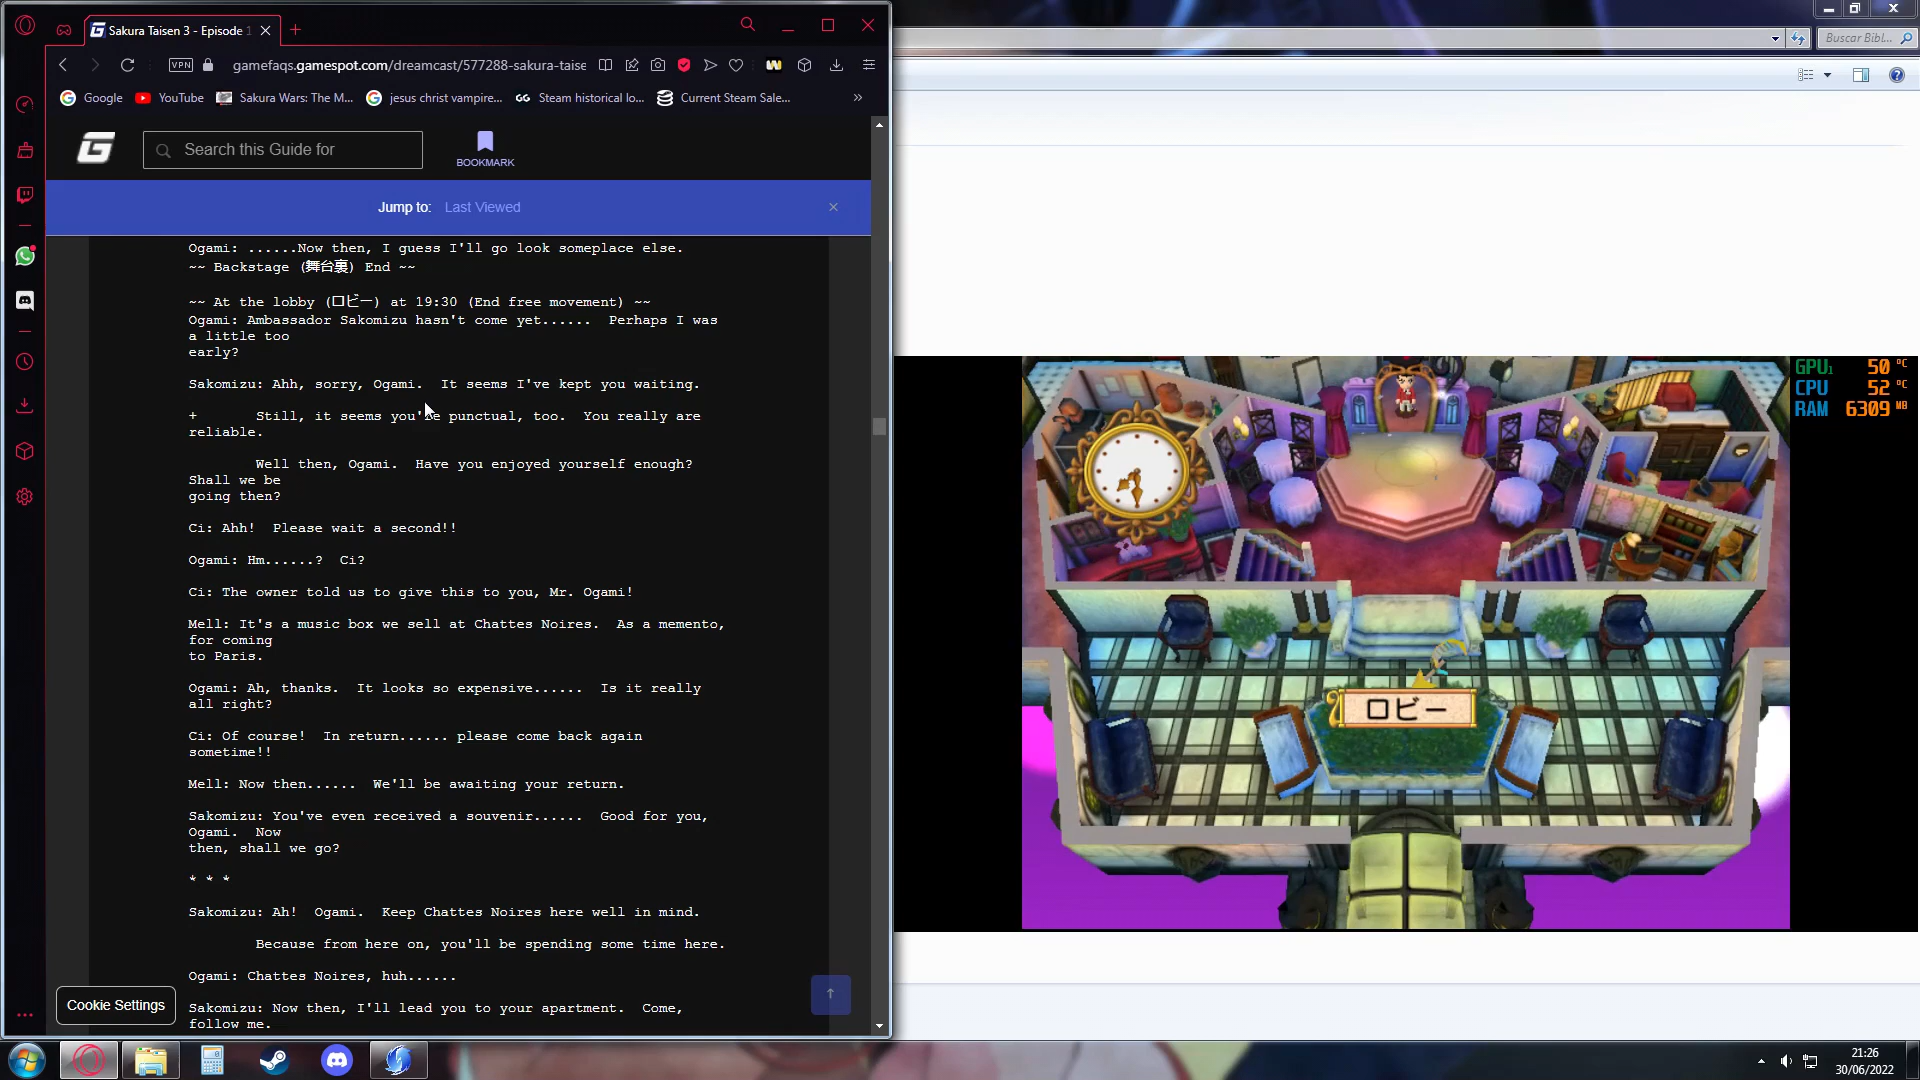 Sakura Taisen 3 - Episode 1
VPN
gamefaqs.gamespot.com/dreamcast/577288-sakura-taise
Google
YouTube
Sakura Wars: The M...
jesus christ vampire...
GG
Steam historical lo...
Current Steam Sale...
Search this Guide for
BOOKMARK
Jump to: Last Viewed
Ogami: ......Now then, I guess I'll go look someplace else.
~~ Backstage (舞台裏) End ~~
~~ At the lobby (ロビー) at 19:30 (End free movement) ~~
Ogami: Ambassador Sakomizu hasn't come yet...... Perhaps I was
a little too
early?
Sakomizu: Ahh, sorry, Ogami. It seems I've kept you waiting.
+ Still, it seems you're punctual, too. You really are
reliable.
Well then, Ogami. Have you enjoyed yourself enough?
Shall we be
going then?
Ci: Ahh! Please wait a second!!
Ogami: Hm......? Ci?
Ci: The owner told us to give this to you, Mr. Ogami!
Mell: It's a music box we sell at Chattes Noires. As a memento,
for coming
to Paris.
Ogami: Ah, thanks. It looks so expensive...... Is it really
all right?
Ci: Of course! In return...... please come back again
sometime!!
Mell: Now then...... We'll be awaiting your return.
Sakomizu: You've even received a souvenir...... Good for you,
Ogami. Now
then, shall we go?
* * *
Sakomizu: Ah! Ogami. Keep Chattes Noires here well in mind.
Because from here on, you'll be spending some time here.
Ogami: Chattes Noires, huh......
Sakomizu: Now then, I'll lead you to your apartment. Come,
follow me.
Cookie Settings
Buscar Bibl...
GPU1 50 °C
CPU 52 °C
RAM 6309 MB
ロビー
21:26
30/06/2022